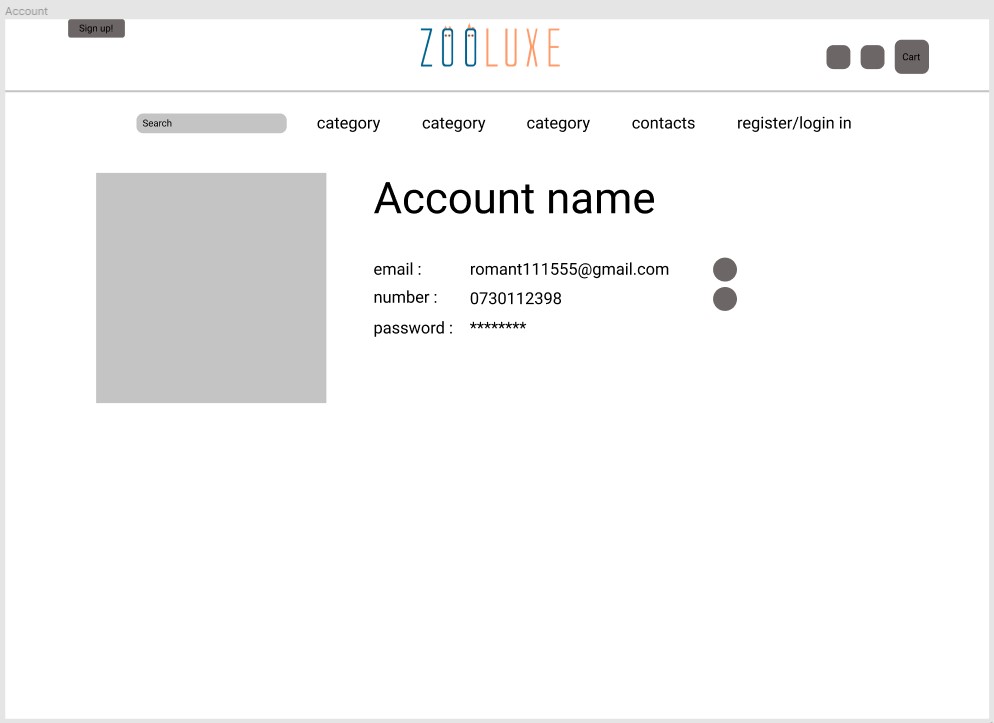 Account
Sign up!
ZOOLUXE
Cart
Search
category
category
category
contacts
register/login in
Account name
email :
romant111555@gmail.com
number :
0730112398
password :
********